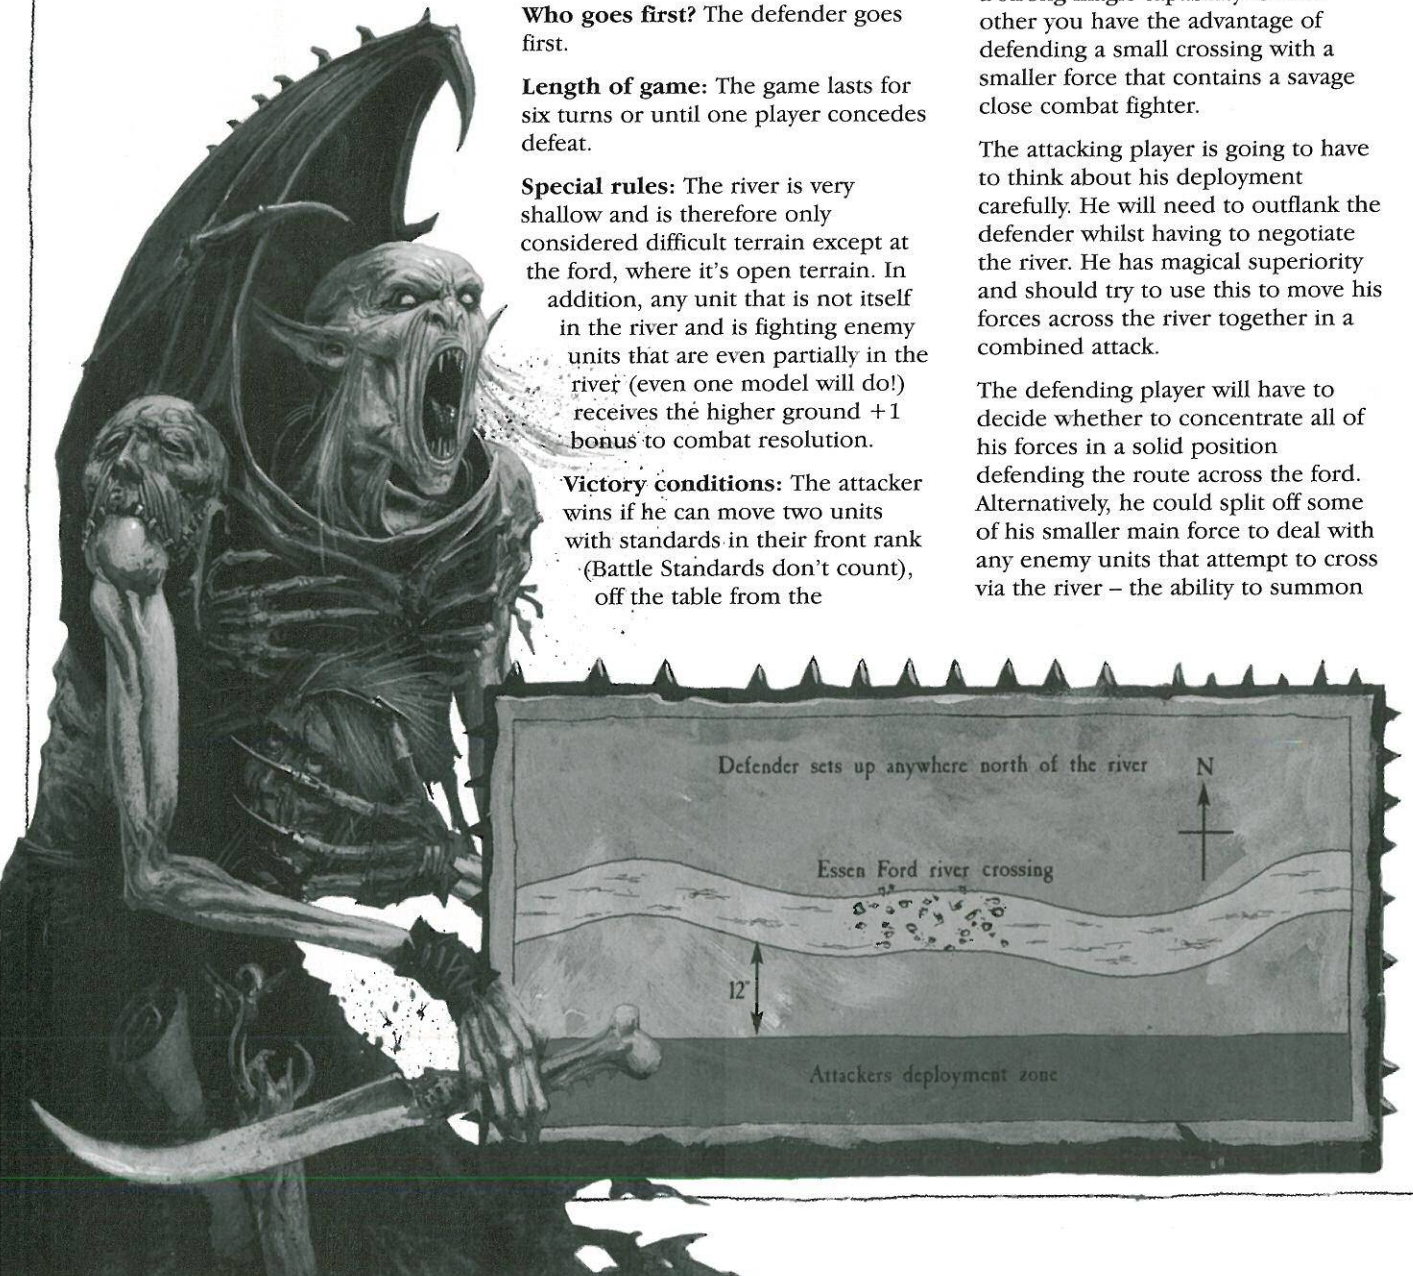 Who goes first? The defender goes
first.
Length of game: The game lasts for
six turns or until one player concedes
defeat.
Special rules: The river is very
shallow and is therefore only
considered difficult terrain except at
the ford, where it's open terrain. In
addition, any unit that is not itself
in the river and is fighting enemy
units that are even partially in the
river (even one model will do!)
receives the higher ground +1
bonus to combat resolution.
Victory conditions: The attacker
wins if he can move two units
with standards in their front rank
(Battle Standards don't count),
off the table from the
other you have the advantage of
defending a small crossing with a
smaller force that contains a savage
close combat fighter.
The attacking player is going to have
to think about his deployment
carefully. He will need to outflank the
defender whilst having to negotiate
the river. He has magical superiority
and should try to use this to move his
forces across the river together in a
combined attack.
The defending player will have to
decide whether to concentrate all of
his forces in a solid position
defending the route across the ford.
Alternatively, he could split off some
of his smaller main force to deal with
any enemy units that attempt to cross
via the river – the ability to summon
Defender sets up anywhere north of the river
N
Essen Ford river crossing
12"
Attackers deployment zone